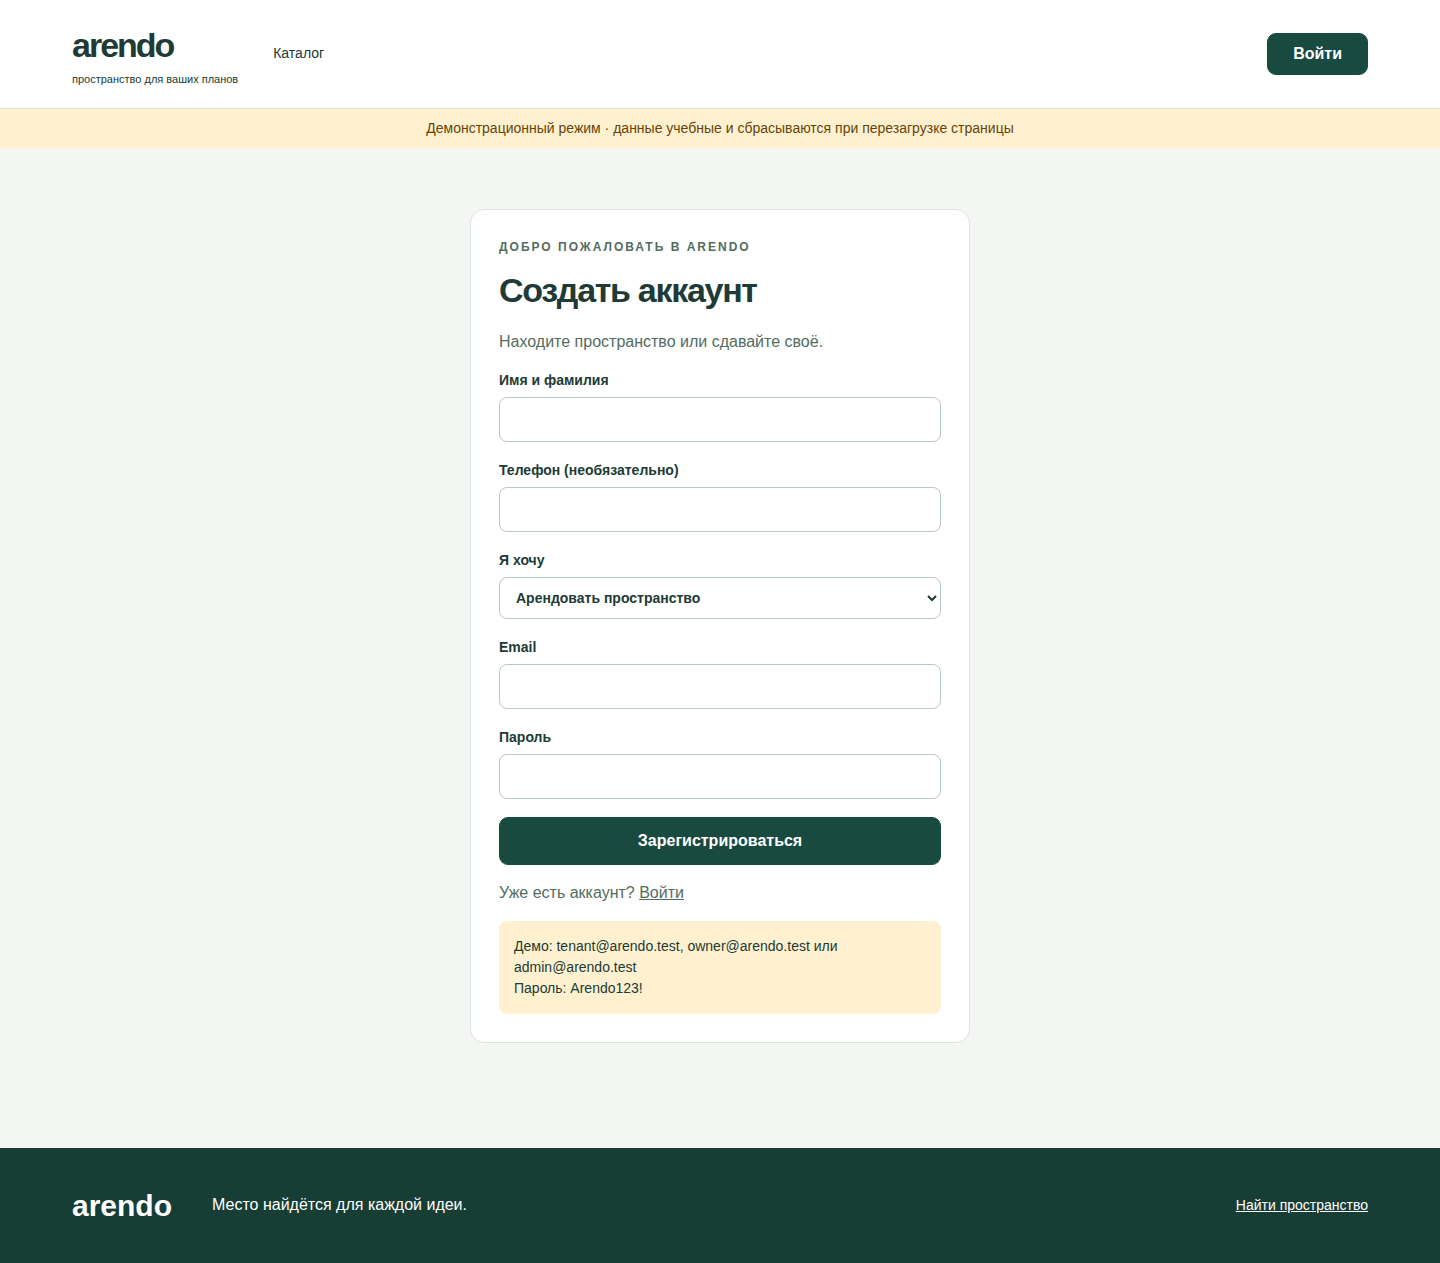 arendo
пространство для ваших планов
Каталог
Войти
Демонстрационный режим · данные учебные и сбрасываются при перезагрузке страницы
ДОБРО ПОЖАЛОВАТЬ В ARENDO
Создать аккаунт
Находите пространство или сдавайте своё.
Имя и фамилия
Телефон (необязательно)
Я хочу
Арендовать пространство
Email
Пароль
Зарегистрироваться
Уже есть аккаунт? Войти
Демо: tenant@arendo.test, owner@arendo.test или
admin@arendo.test
Пароль: Arendo123!
arendo
Место найдётся для каждой идеи.
Найти пространство